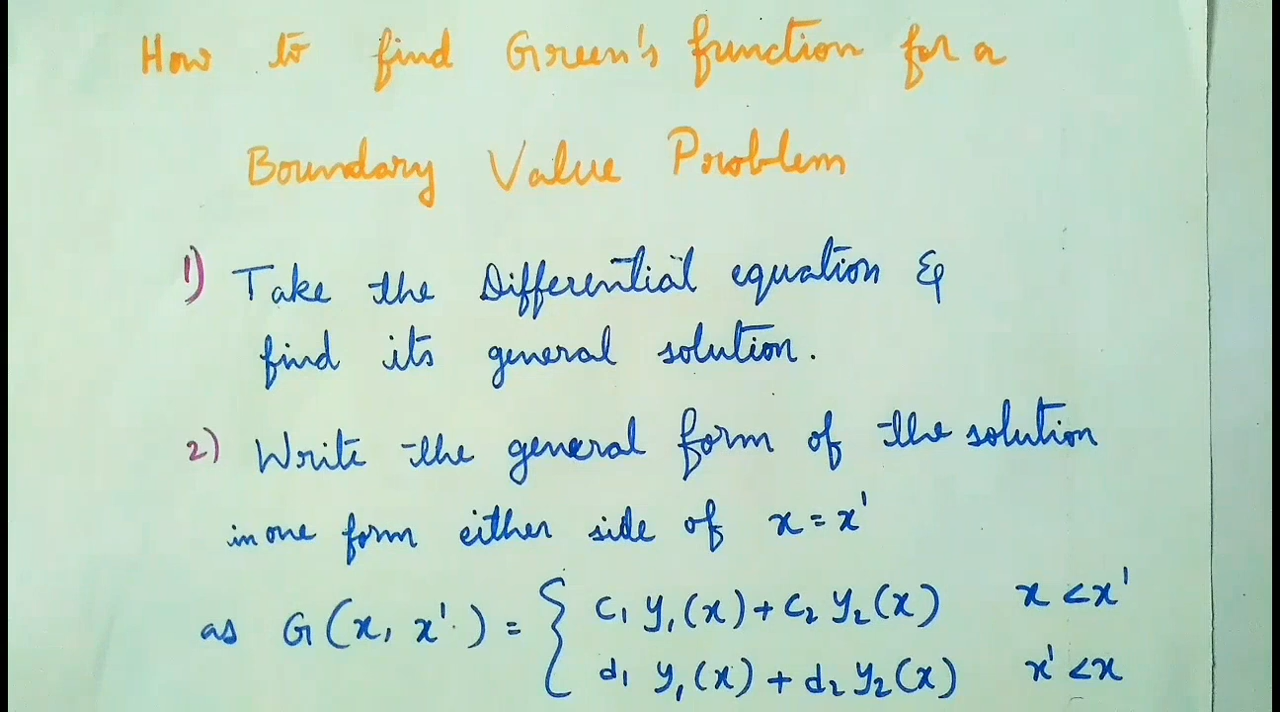 How to find Green's function for a
Boundary Value Problem
1) Take the Differential equation &
find its general solution.
2) Write the general form of the solution
in one form either side of x = x'
as G(x, x') = { c₁ y₁(x) + c₂ y₂(x) x < x'
d₁ y₁(x) + d₂ y₂(x) x' < x